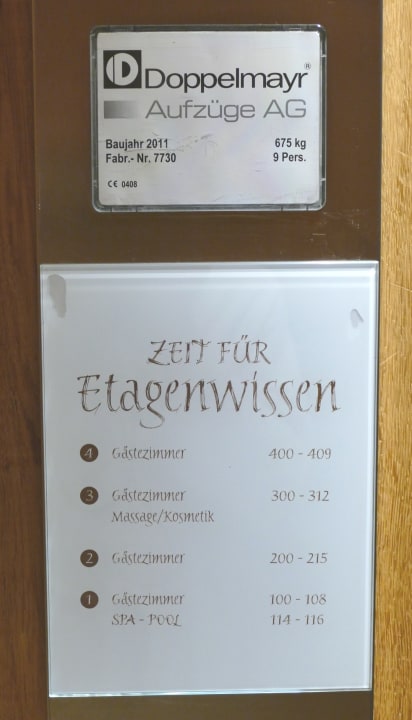 Doppelmayr®
Aufzüge AG
Baujahr 2011 675 kg
Fabr.- Nr. 7730 9 Pers.
CE 0408
ZEIT FÜR
Etagenwissen
4 Gästezimmer 400 - 409
3 Gästezimmer 300 - 312
Massage/Kosmetik
2 Gästezimmer 200 - 215
1 Gästezimmer 100 - 108
SPA - POOL 114 - 116